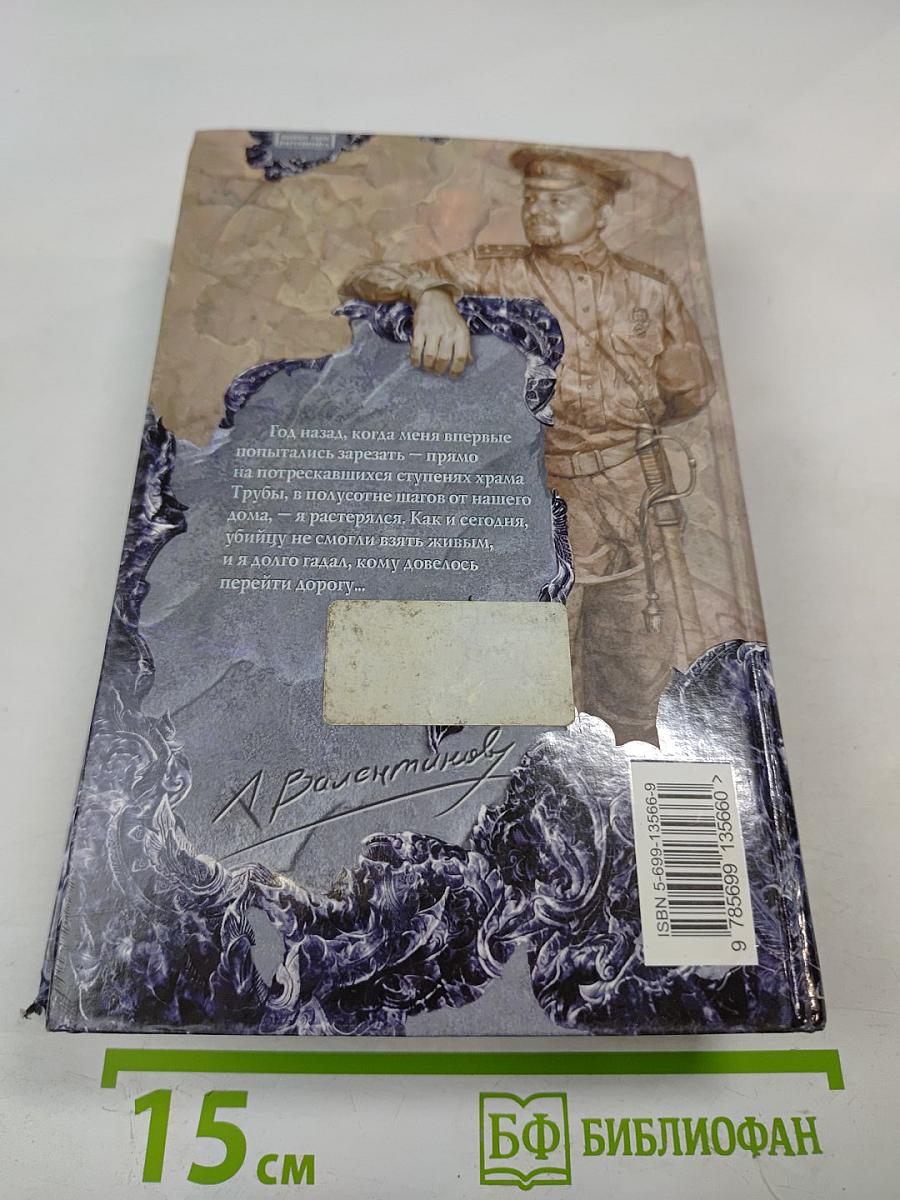 Год назад, когда меня впервые
попытались зарезать — прямо
на потрескавшихся ступенях храма
Трубы, в полусотне шагов от нашего
дома, — я растерялся. Как и сегодня,
убийцу не смогли взять живым,
и я долго гадал, кому довелось
перейти дорогу...
А Валентинов
ISBN 5-699-13566-9
9 785699 135660 >
15 см
БФ БИБЛИОФАН